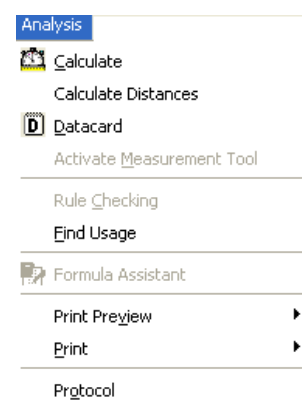 Analysis
Calculate
Calculate Distances
Datacard
Activate Measurement Tool
Rule Checking
Find Usage
Formula Assistant
Print Preview
Print
Protocol